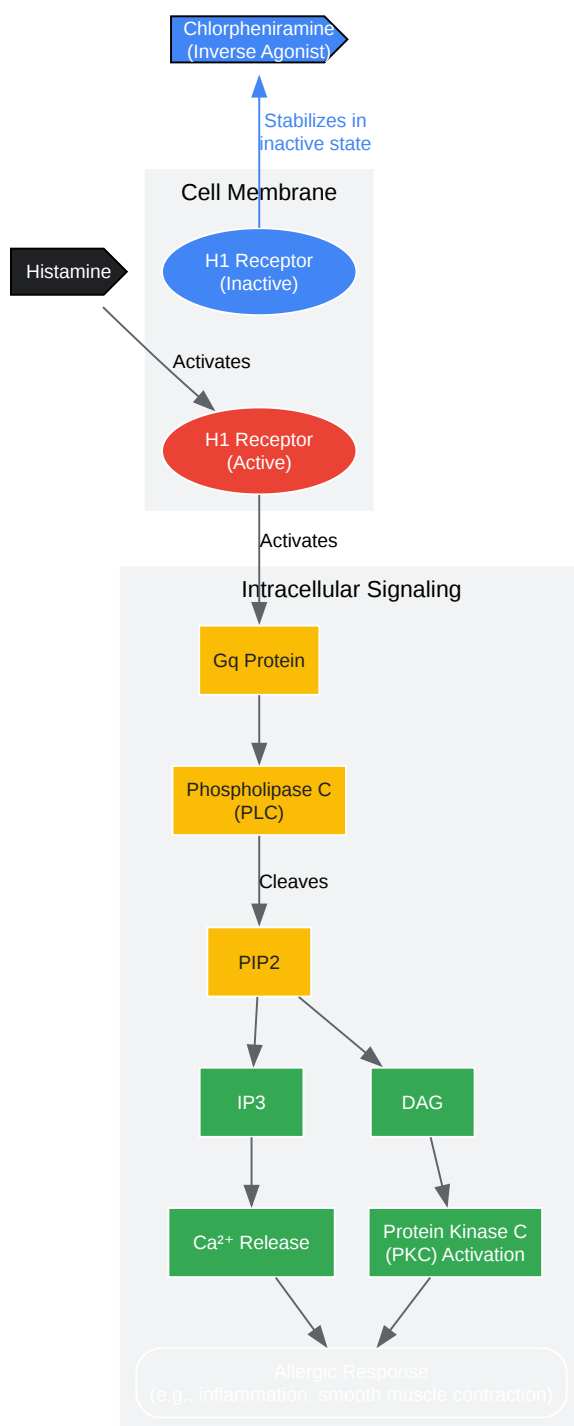 Chlorpheniramine
(Inverse Agonist)
Stabilizes in
inactive state
Cell Membrane
H1 Receptor
(Inactive)
Histamine
Activates
H1 Receptor
(Active)
Activates
Intracellular Signaling
Gq Protein
Phospholipase C
(PLC)
Cleaves
PIP2
IP3
DAG
Ca²⁺ Release
Protein Kinase C
(PKC) Activation
Allergic Response
(e.g., inflammation, smooth muscle contraction)